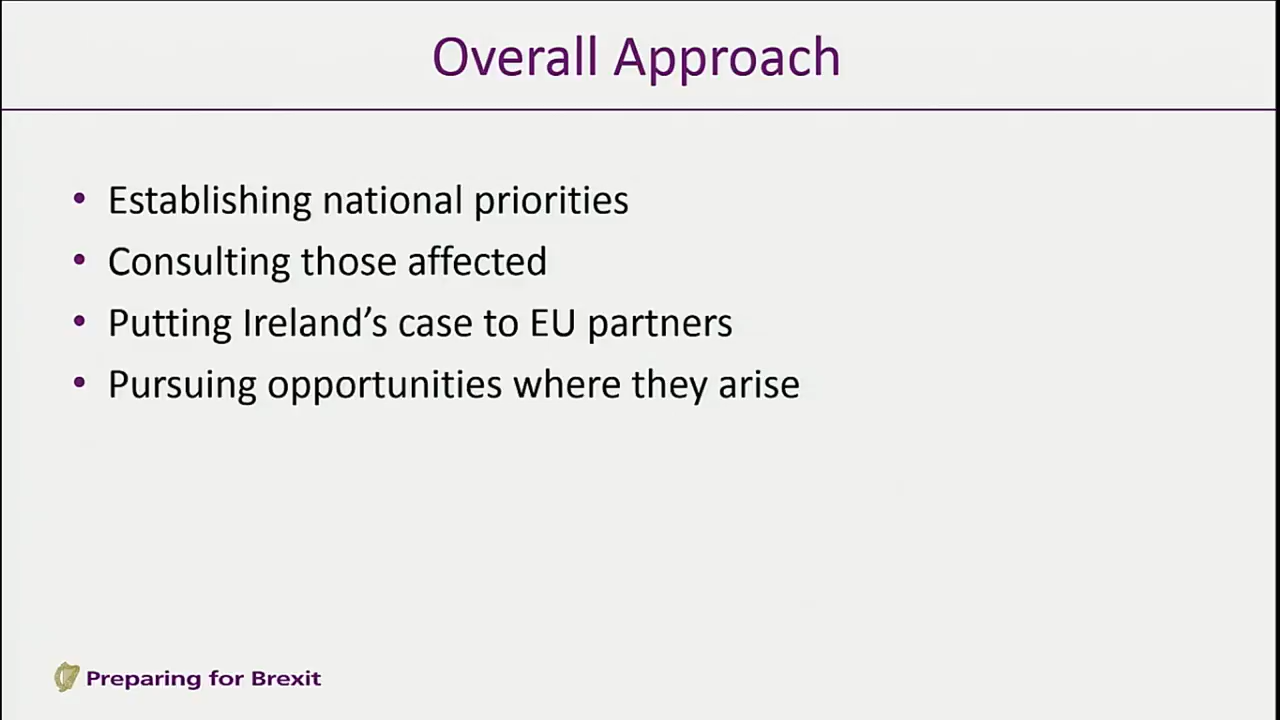 Overall Approach
• Establishing national priorities
• Consulting those affected
• Putting Ireland’s case to EU partners
• Pursuing opportunities where they arise
Preparing for Brexit